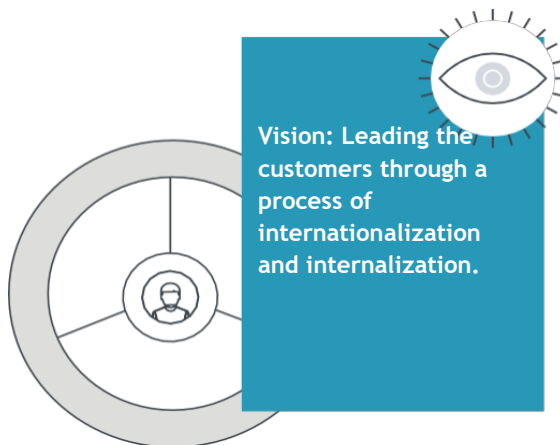 Vision: Leading the
customers through a
process of
internationalization
and internalization.